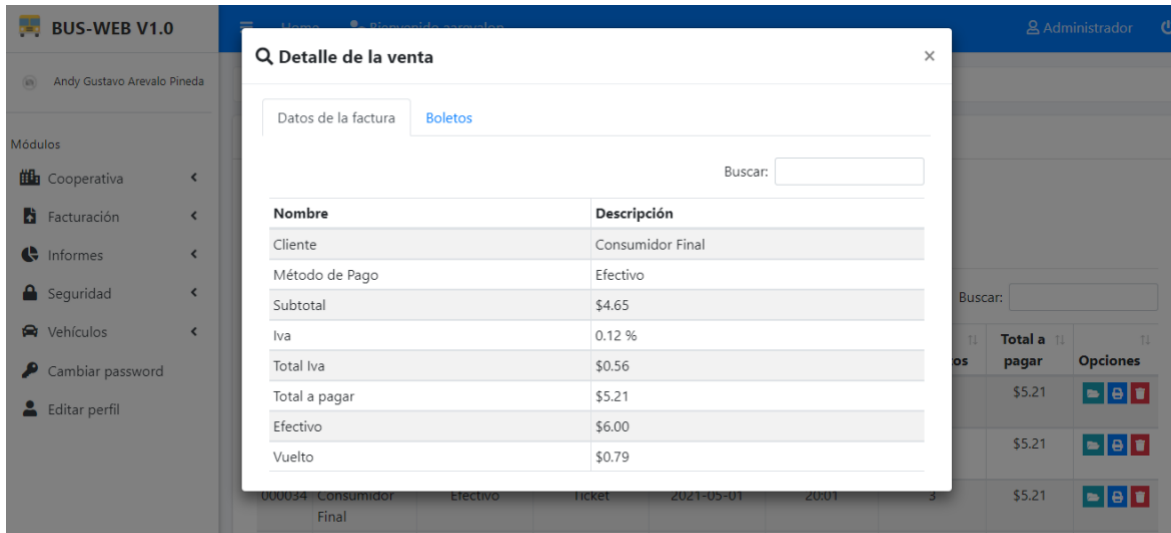 BUS-WEB V1.0
Home Bienvenido aarevalon
Administrador
Andy Gustavo Arevalo Pineda
Módulos
Cooperativa
Facturación
Informes
Seguridad
Vehículos
Cambiar password
Editar perfil
Detalle de la venta
×
Datos de la factura Boletos
Buscar:
Nombre Descripción
Cliente Consumidor Final
Método de Pago Efectivo
Subtotal $4.65
Iva 0.12 %
Total Iva $0.56
Total a pagar $5.21
Efectivo $6.00
Vuelto $0.79
Buscar:
Total a
pagar Opciones
$5.21
$5.21
000034 Consumidor Efectivo Ticket 2021-05-01 20:01 3 $5.21
Final